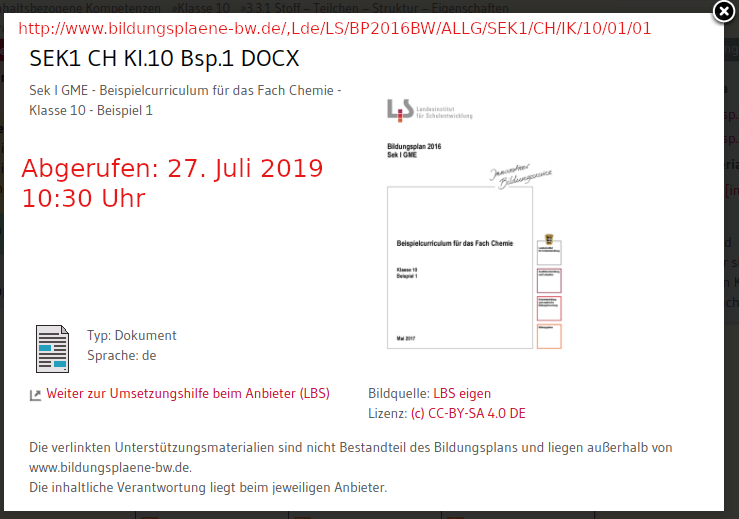 nhaltsbezogene Kompetenzen »Klasse 10 »3.3.1 Stoff – Teilchen – Struktur – Eigenschaften
http://www.bildungsplaene-bw.de/,Lde/LS/BP2016BW/ALLG/SEK1/CH/IK/10/01/01
SEK1 CH Kl.10 Bsp.1 DOCX
Sek I GME - Beispielcurriculum für das Fach Chemie -
Klasse 10 - Beispiel 1
Abgerufen: 27. Juli 2019
10:30 Uhr
LS Landesinstitut
für Schulentwicklung
Bildungsplan 2016
Sek I GME
Beispielcurriculum für das Fach Chemie
Klasse 10
Beispiel 1
Mai 2017
Typ: Dokument
Sprache: de
Weiter zur Umsetzungshilfe beim Anbieter (LBS)
Bildquelle: LBS eigen
Lizenz: (c) CC-BY-SA 4.0 DE
Die verlinkten Unterstützungsmaterialien sind nicht Bestandteil des Bildungsplans und liegen außerhalb von
www.bildungsplaene-bw.de.
Die inhaltliche Verantwortung liegt beim jeweiligen Anbieter.